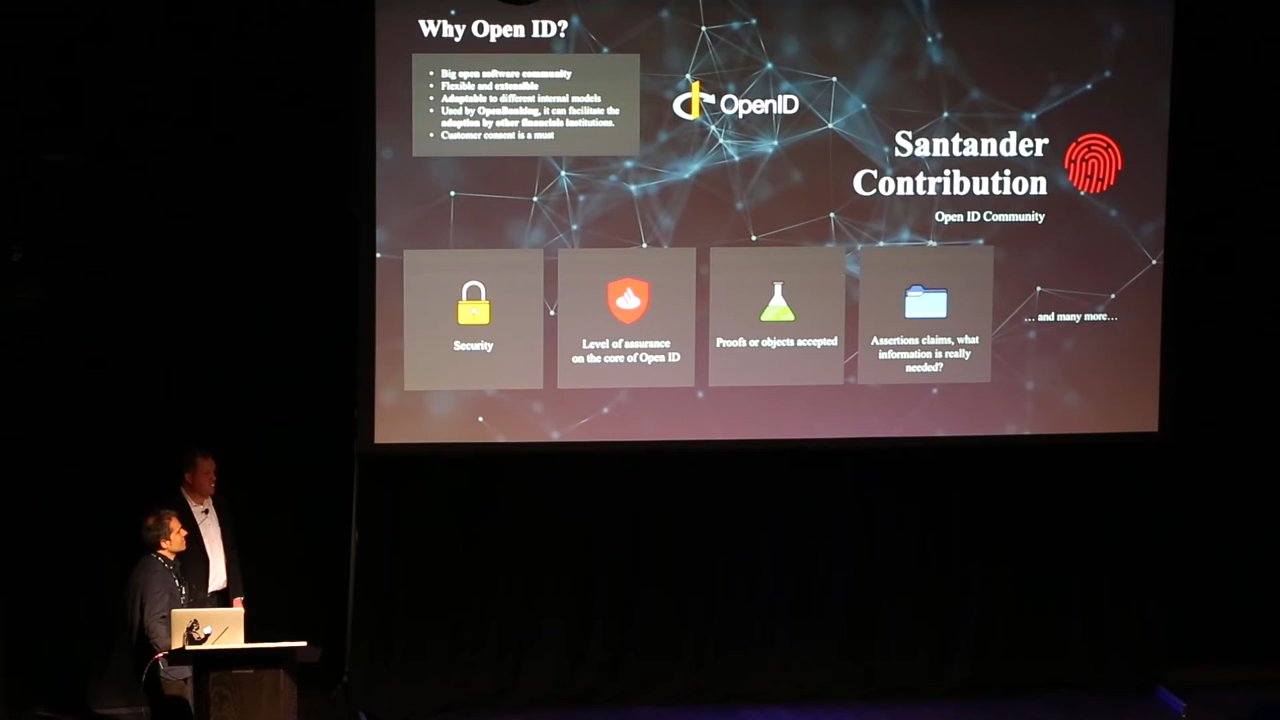 Why Open ID?
• Big open software community
• Flexible and extensible
• Adaptable to different internal models
• Used by OpenBanking, it can facilitate the
adoption by other financials institutions.
• Customer consent is a must
OpenID
Santander
Contribution
Open ID Community
Security
Level of assurance
on the core of Open ID
Proofs or objects accepted
Assertions claims, what
information is really
needed?
... and many more...